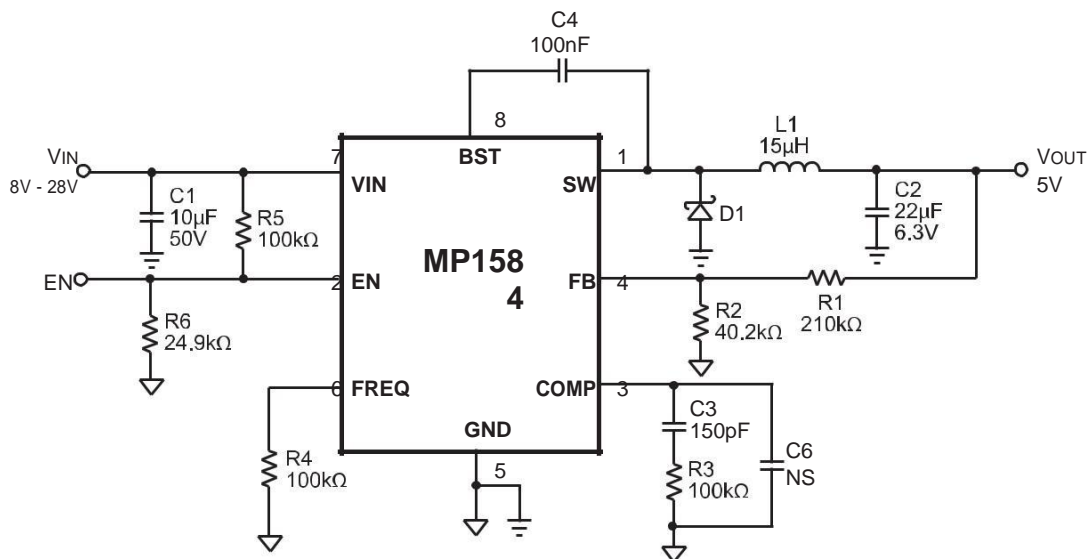 C4
100nF
8
BST
L1
15µH
VIN
8V - 28V
7
VIN
1
SW
VOUT
5V
C1
10µF
50V
R5
100kΩ
D1
C2
22µF
6.3V
MP158
4
EN
2
EN
FB
4
R1
210kΩ
R2
40.2kΩ
R6
24.9kΩ
6
FREQ
COMP
3
GND
5
C3
150pF
C6
NS
R4
100kΩ
R3
100kΩ